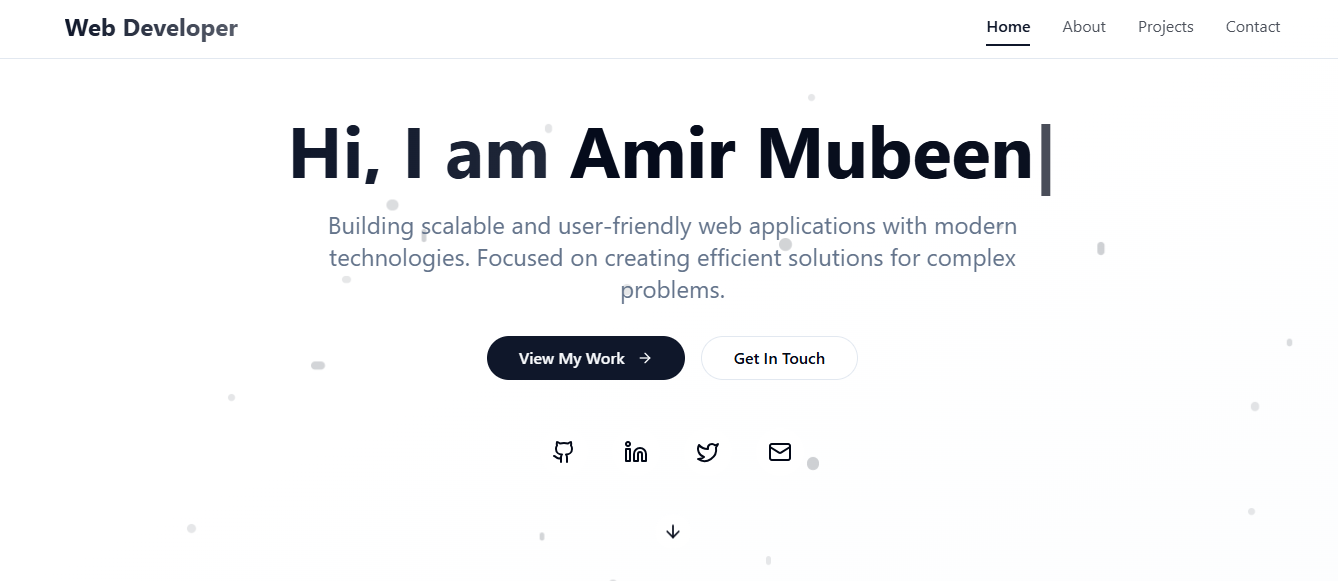 Web Developer
Home About Projects Contact
Hi, I am Amir Mubeen
Building scalable and user-friendly web applications with modern
technologies. Focused on creating efficient solutions for complex
problems.
View My Work → Get In Touch